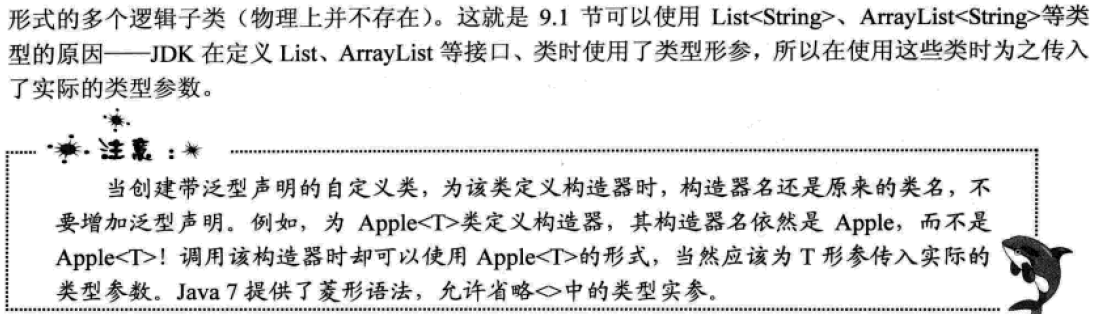 形式的多个逻辑子类（物理上并不存在）。这就是 9.1 节可以使用 List<String>、ArrayList<String>等类
型的原因——JDK 在定义 List、ArrayList 等接口、类时使用了类型形参，所以在使用这些类时为之传入
了实际的类型参数。
注意：
当创建带泛型声明的自定义类，为该类定义构造器时，构造器名还是原来的类名，不
要增加泛型声明。例如，为 Apple<T>类定义构造器，其构造器名依然是 Apple，而不是
Apple<T>！调用该构造器时却可以使用 Apple<T>的形式，当然应该为 T 形参传入实际的
类型参数。Java 7 提供了菱形语法，允许省略<>中的类型实参。